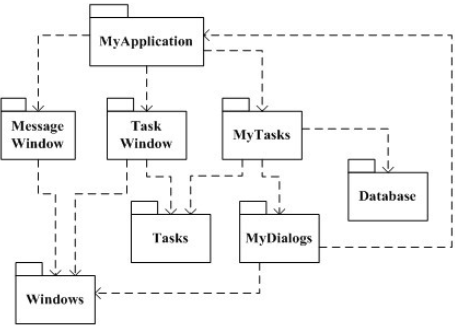 MyApplication
Message
Window
Task
Window
MyTasks
Database
Tasks
MyDialogs
Windows